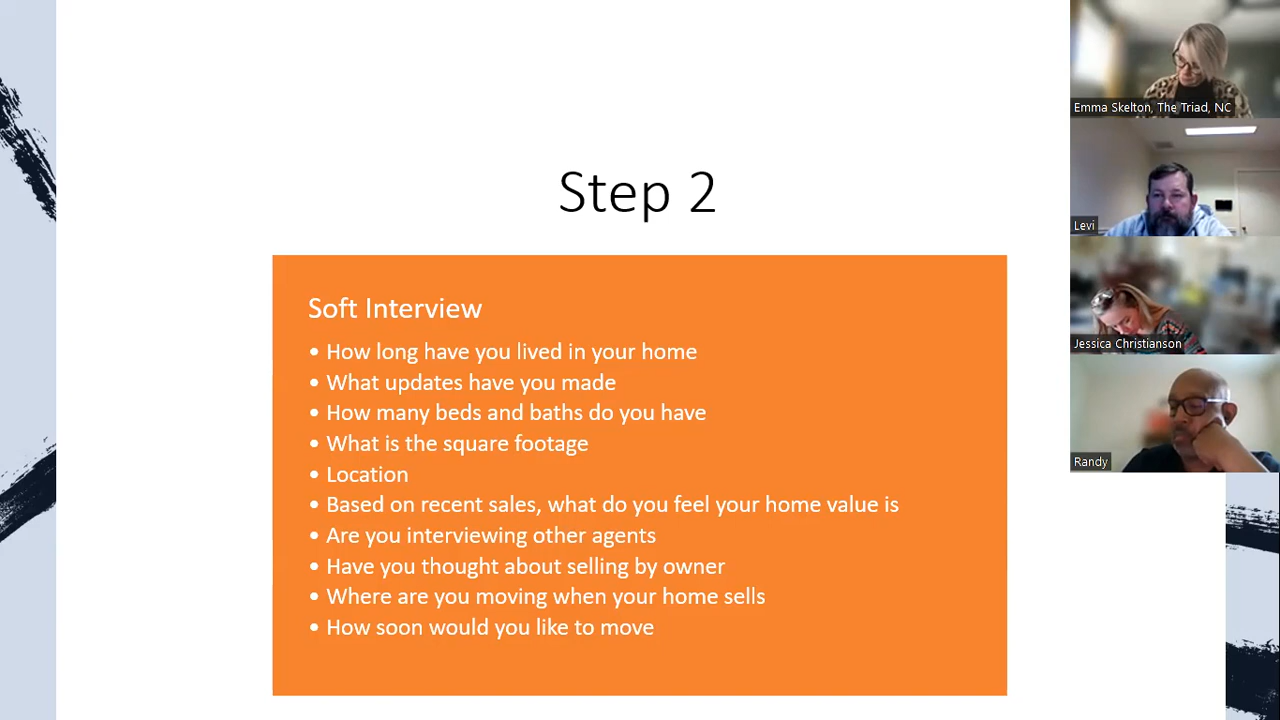 Step 2
Soft Interview
• How long have you lived in your home
• What updates have you made
• How many beds and baths do you have
• What is the square footage
• Location
• Based on recent sales, what do you feel your home value is
• Are you interviewing other agents
• Have you thought about selling by owner
• Where are you moving when your home sells
• How soon would you like to move
Emma Skelton, The Triad, NC
Levi
Jessica Christianson
Randy